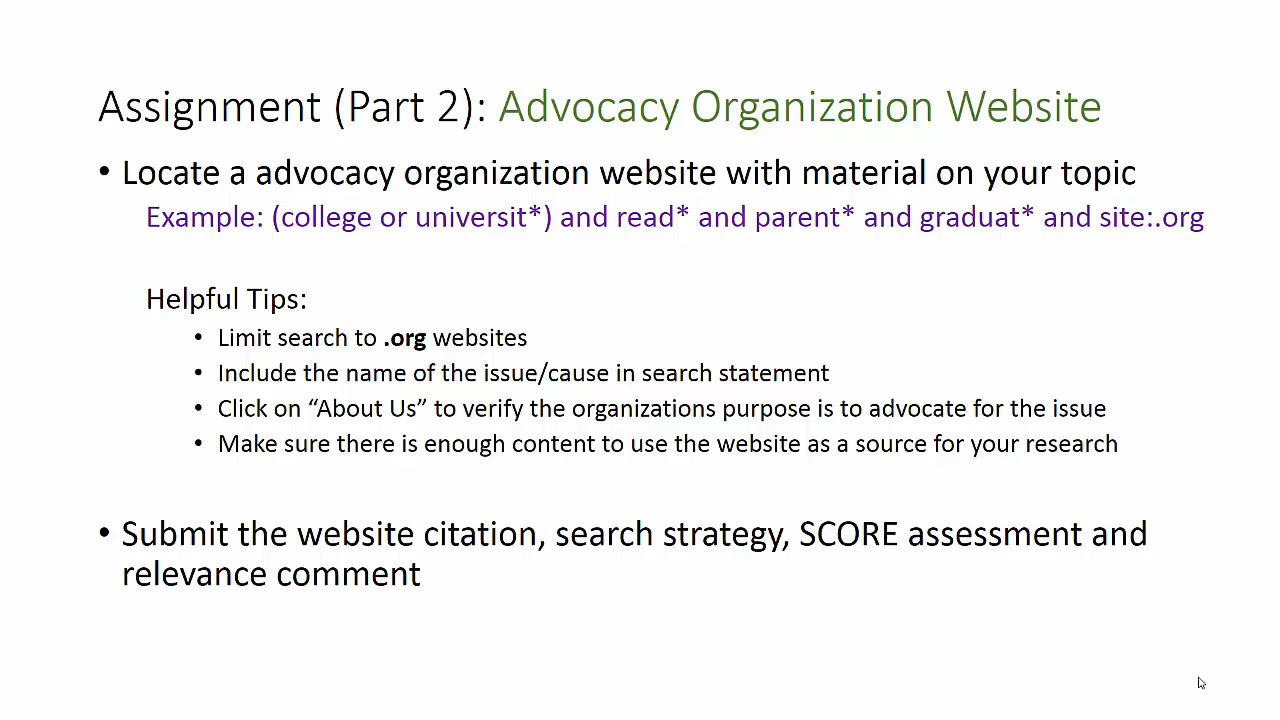 Assignment (Part 2): Advocacy Organization Website
• Locate a advocacy organization website with material on your topic
Example: (college or universit*) and read* and parent* and graduat* and site:.org
Helpful Tips:
• Limit search to .org websites
• Include the name of the issue/cause in search statement
• Click on “About Us” to verify the organizations purpose is to advocate for the issue
• Make sure there is enough content to use the website as a source for your research
• Submit the website citation, search strategy, SCORE assessment and
relevance comment